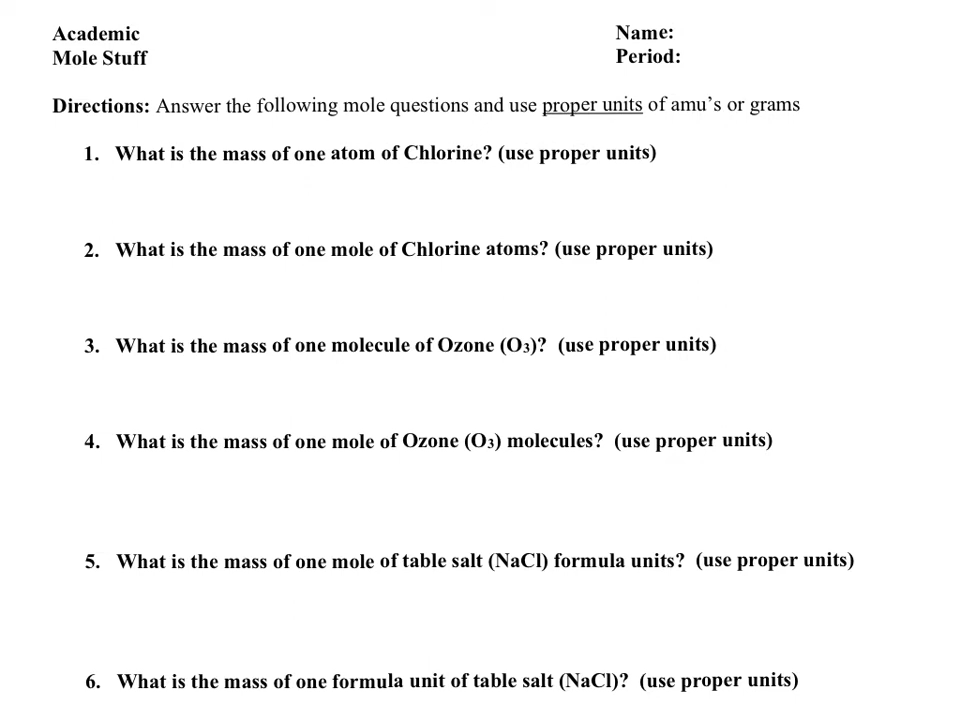 Academic
Name:
Mole Stuff
Period:
Directions: Answer the following mole questions and use proper units of amu’s or grams
1. What is the mass of one atom of Chlorine? (use proper units)
2. What is the mass of one mole of Chlorine atoms? (use proper units)
3. What is the mass of one molecule of Ozone (O₃)? (use proper units)
4. What is the mass of one mole of Ozone (O₃) molecules? (use proper units)
5. What is the mass of one mole of table salt (NaCl) formula units? (use proper units)
6. What is the mass of one formula unit of table salt (NaCl)? (use proper units)